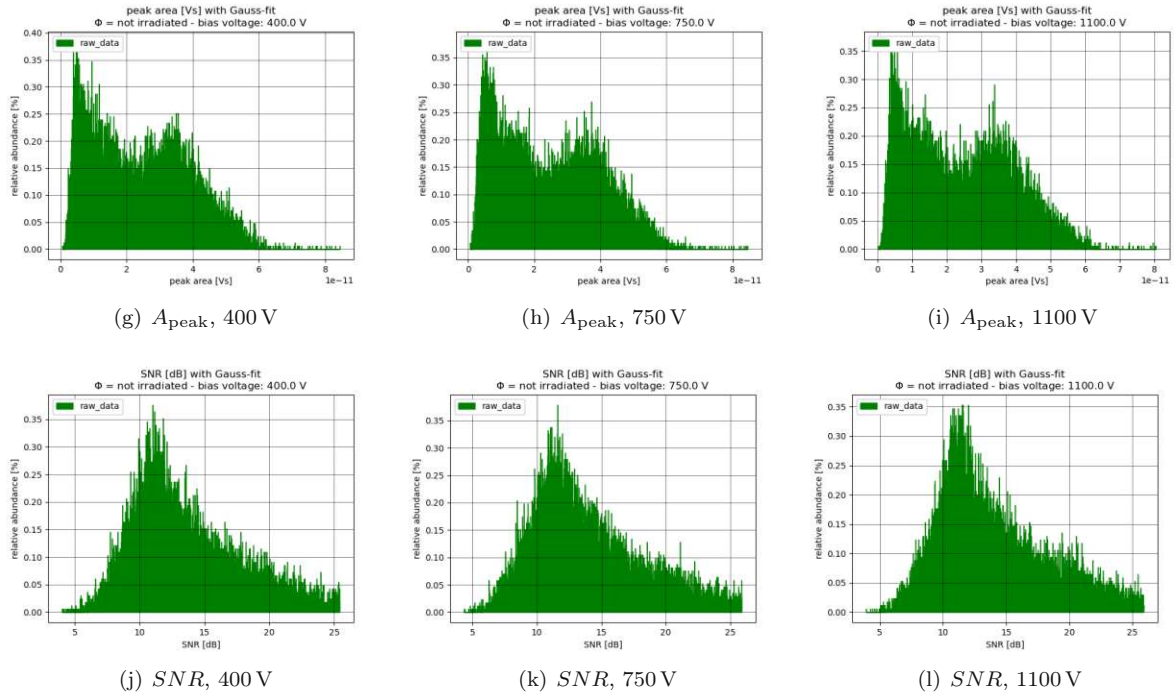 peak area [Vs] with Gauss-fit
Φ = not irradiated - bias voltage: 400.0 V
raw_data
relative abundance [%]
0.40
0.35
0.30
0.25
0.20
0.15
0.10
0.05
0.00
0 2 4 6 8
1e−11
peak area [Vs]
(g) Apeak, 400 V
peak area [Vs] with Gauss-fit
Φ = not irradiated - bias voltage: 750.0 V
raw_data
relative abundance [%]
0.35
0.30
0.25
0.20
0.15
0.10
0.05
0.00
0 2 4 6 8
1e−11
peak area [Vs]
(h) Apeak, 750 V
peak area [Vs] with Gauss-fit
Φ = not irradiated - bias voltage: 1100.0 V
raw_data
relative abundance [%]
0.35
0.30
0.25
0.20
0.15
0.10
0.05
0.00
0 1 2 3 4 5 6 7 8
1e−11
peak area [Vs]
(i) Apeak, 1100 V
SNR [dB] with Gauss-fit
Φ = not irradiated - bias voltage: 400.0 V
raw_data
relative abundance [%]
0.35
0.30
0.25
0.20
0.15
0.10
0.05
0.00
5 10 15 20 25
SNR [dB]
(j) SNR, 400 V
SNR [dB] with Gauss-fit
Φ = not irradiated - bias voltage: 750.0 V
raw_data
relative abundance [%]
0.35
0.30
0.25
0.20
0.15
0.10
0.05
0.00
5 10 15 20 25
SNR [dB]
(k) SNR, 750 V
SNR [dB] with Gauss-fit
Φ = not irradiated - bias voltage: 1100.0 V
raw_data
relative abundance [%]
0.35
0.30
0.25
0.20
0.15
0.10
0.05
0.00
5 10 15 20 25
SNR [dB]
(l) SNR, 1100 V